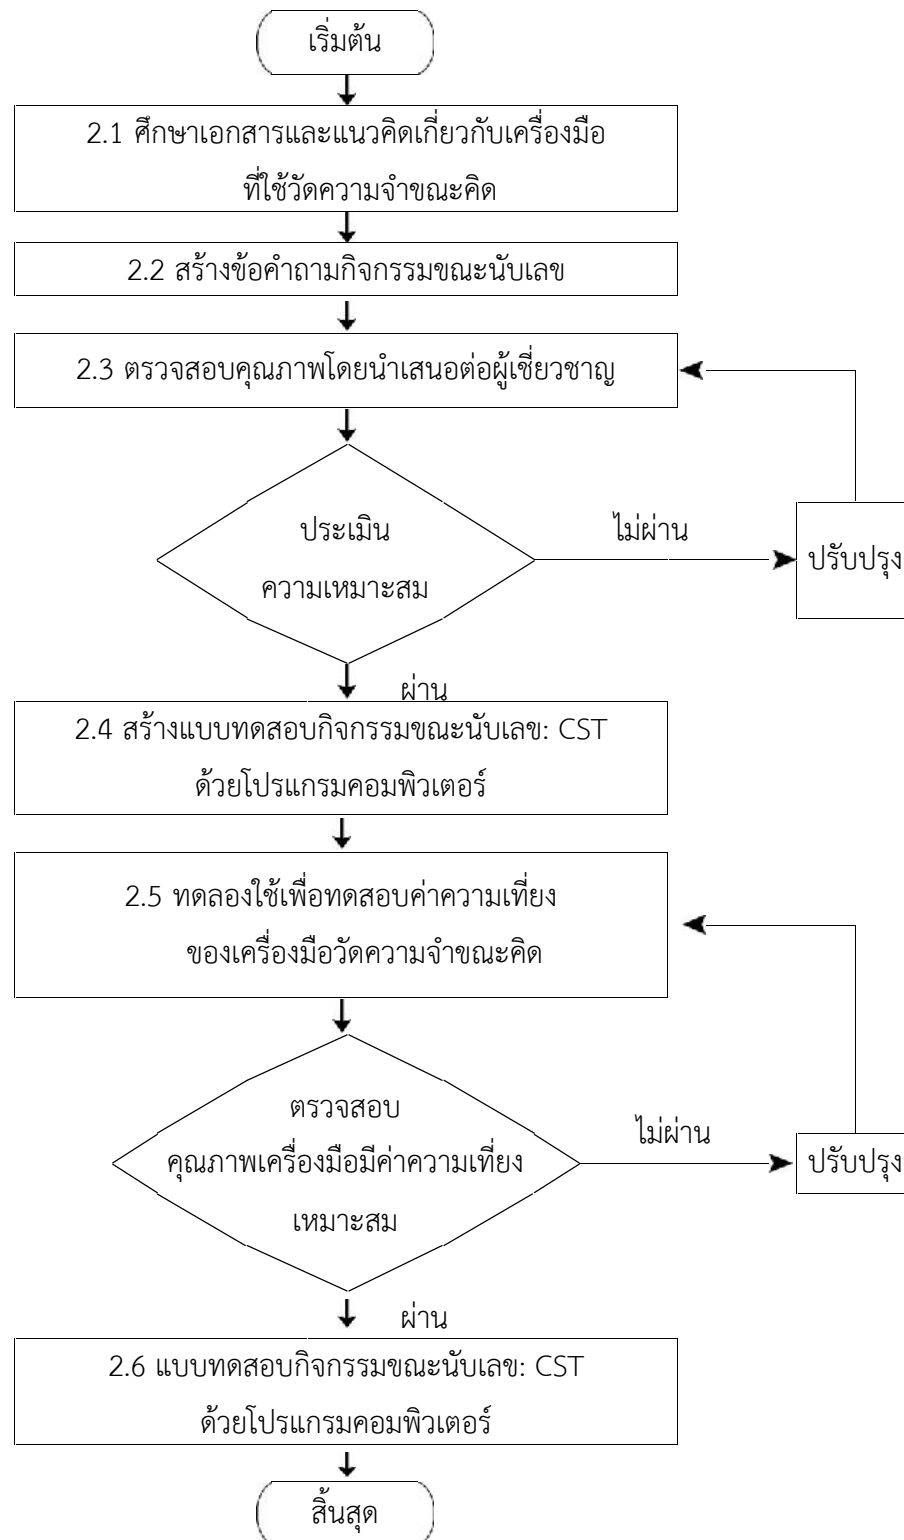 เริ่มต้น
2.1 ศึกษาเอกสารและแนวคิดเกี่ยวกับเครื่องมือ
ที่ใช้วัดความจำขณะคิด
2.2 สร้างข้อคำถามกิจกรรมขณะนับเลข
2.3 ตรวจสอบคุณภาพโดยนำเสนอต่อผู้เชี่ยวชาญ
ประเมิน
ความเหมาะสม
ไม่ผ่าน
ปรับปรุง
ผ่าน
2.4 สร้างแบบทดสอบกิจกรรมขณะนับเลข: CST
ด้วยโปรแกรมคอมพิวเตอร์
2.5 ทดลองใช้เพื่อทดสอบค่าความเที่ยง
ของเครื่องมือวัดความจำขณะคิด
ตรวจสอบ
คุณภาพเครื่องมือมีค่าความเที่ยง
เหมาะสม
ไม่ผ่าน
ปรับปรุง
ผ่าน
2.6 แบบทดสอบกิจกรรมขณะนับเลข: CST
ด้วยโปรแกรมคอมพิวเตอร์
สิ้นสุด